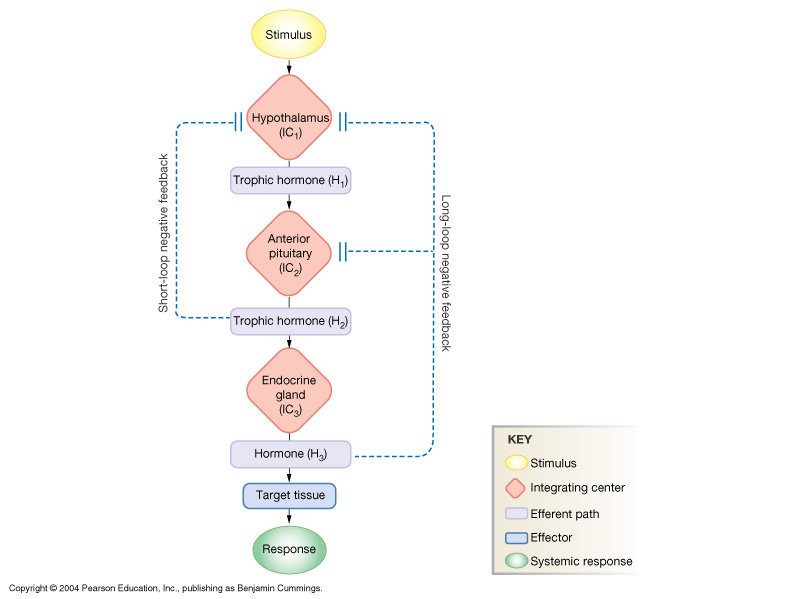 Stimulus
Hypothalamus
(IC₁)
Trophic hormone (H₁)
Anterior
pituitary
(IC₂)
Short-loop negative feedback
Long-loop negative feedback
Trophic hormone (H₂)
Endocrine
gland
(IC₃)
Hormone (H₃)
Target tissue
Response
KEY
Stimulus
Integrating center
Efferent path
Effector
Systemic response
Copyright © 2004 Pearson Education, Inc., publishing as Benjamin Cummings.